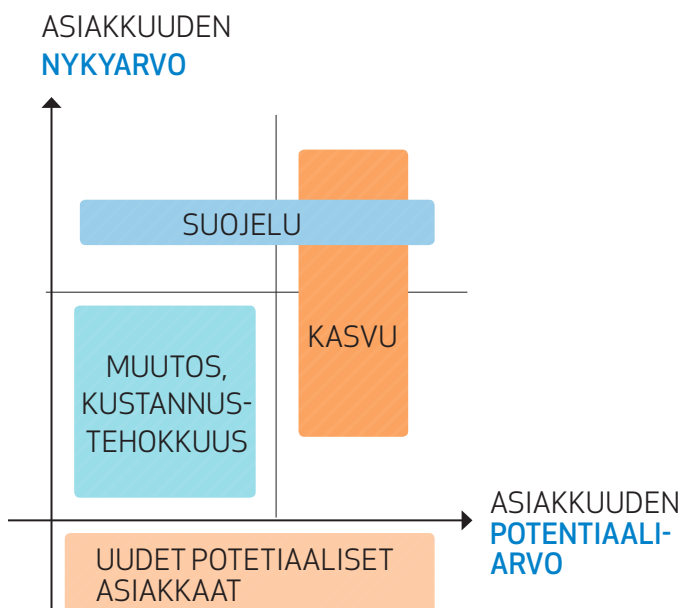 ASIAKKUUDEN
NYKYARVO
SUOJELU
KASVU
MUUTOS,
KUSTANNUS-
TEHOKKUUS
ASIAKKUUDEN
POTENTIAALI-
ARVO
UUDET POTETIAALISET
ASIAKKAAT